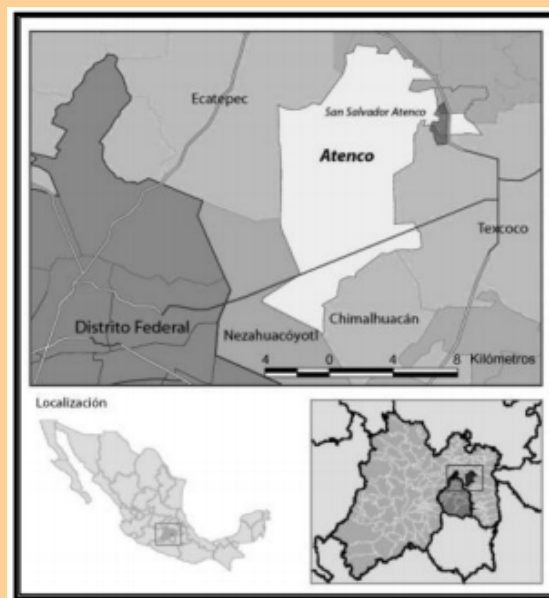 Ecatepec
San Salvador Atenco
Atenco
Texcoco
Distrito Federal
Nezahuacóyotl
Chimalhuacán
4 0 4 8 Kilómetros
Localización